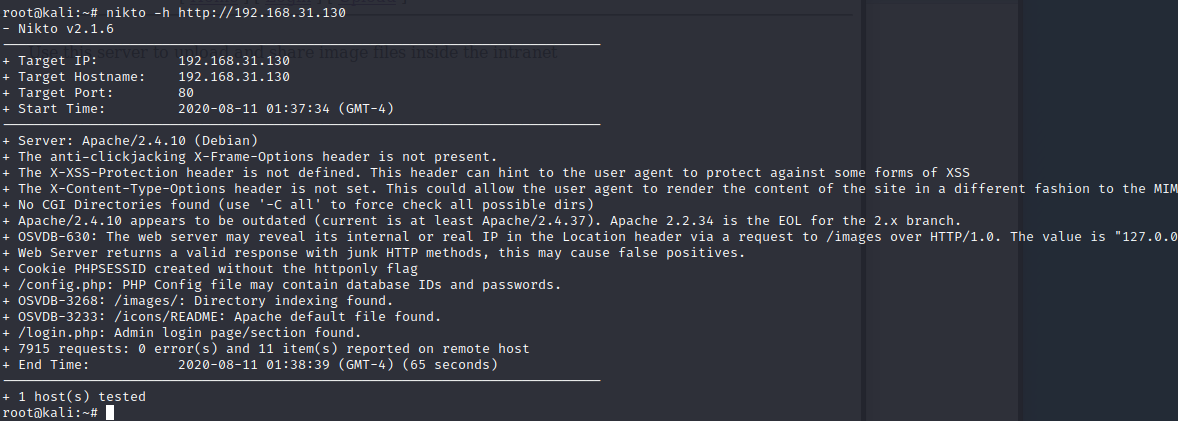 root@kali:~# nikto -h http://192.168.31.130
- Nikto v2.1.6
Use this server to upload and share image files inside the intranet
+ Target IP:          192.168.31.130
+ Target Hostname:    192.168.31.130
+ Target Port:        80
+ Start Time:         2020-08-11 01:37:34 (GMT-4)
+ Server: Apache/2.4.10 (Debian)
+ The anti-clickjacking X-Frame-Options header is not present.
+ The X-XSS-Protection header is not defined. This header can hint to the user agent to protect against some forms of XSS
+ The X-Content-Type-Options header is not set. This could allow the user agent to render the content of the site in a different fashion to the MIM
+ No CGI Directories found (use '-C all' to force check all possible dirs)
+ Apache/2.4.10 appears to be outdated (current is at least Apache/2.4.37). Apache 2.2.34 is the EOL for the 2.x branch.
+ OSVDB-630: The web server may reveal its internal or real IP in the Location header via a request to /images over HTTP/1.0. The value is "127.0.0
+ Web Server returns a valid response with junk HTTP methods, this may cause false positives.
+ Cookie PHPSESSID created without the httponly flag
+ /config.php: PHP Config file may contain database IDs and passwords.
+ OSVDB-3268: /images/: Directory indexing found.
+ OSVDB-3233: /icons/README: Apache default file found.
+ /login.php: Admin login page/section found.
+ 7915 requests: 0 error(s) and 11 item(s) reported on remote host
+ End Time:           2020-08-11 01:38:39 (GMT-4) (65 seconds)
+ 1 host(s) tested
root@kali:~#